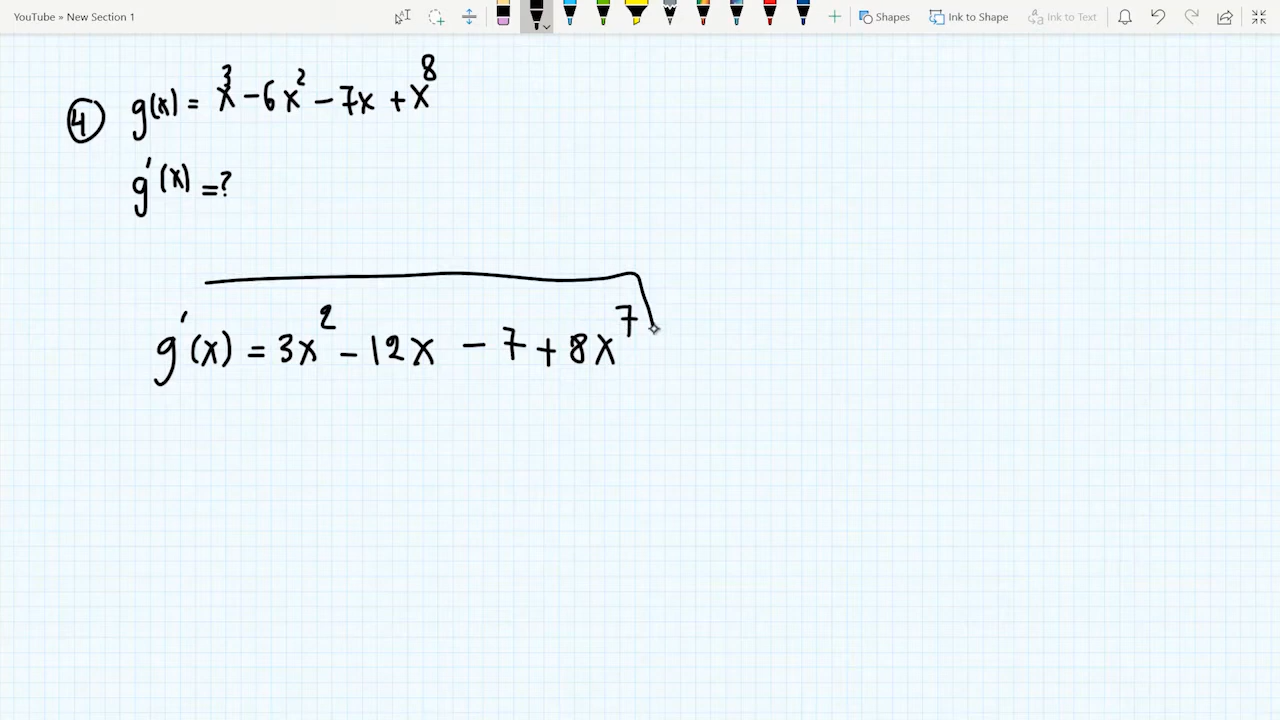 YouTube » New Section 1
Shapes
Ink to Shape
Ink to Text
④ g(x) = x³ - 6x² - 7x + x⁸
g'(x) = ?
g'(x) = 3x² - 12x - 7 + 8x⁷